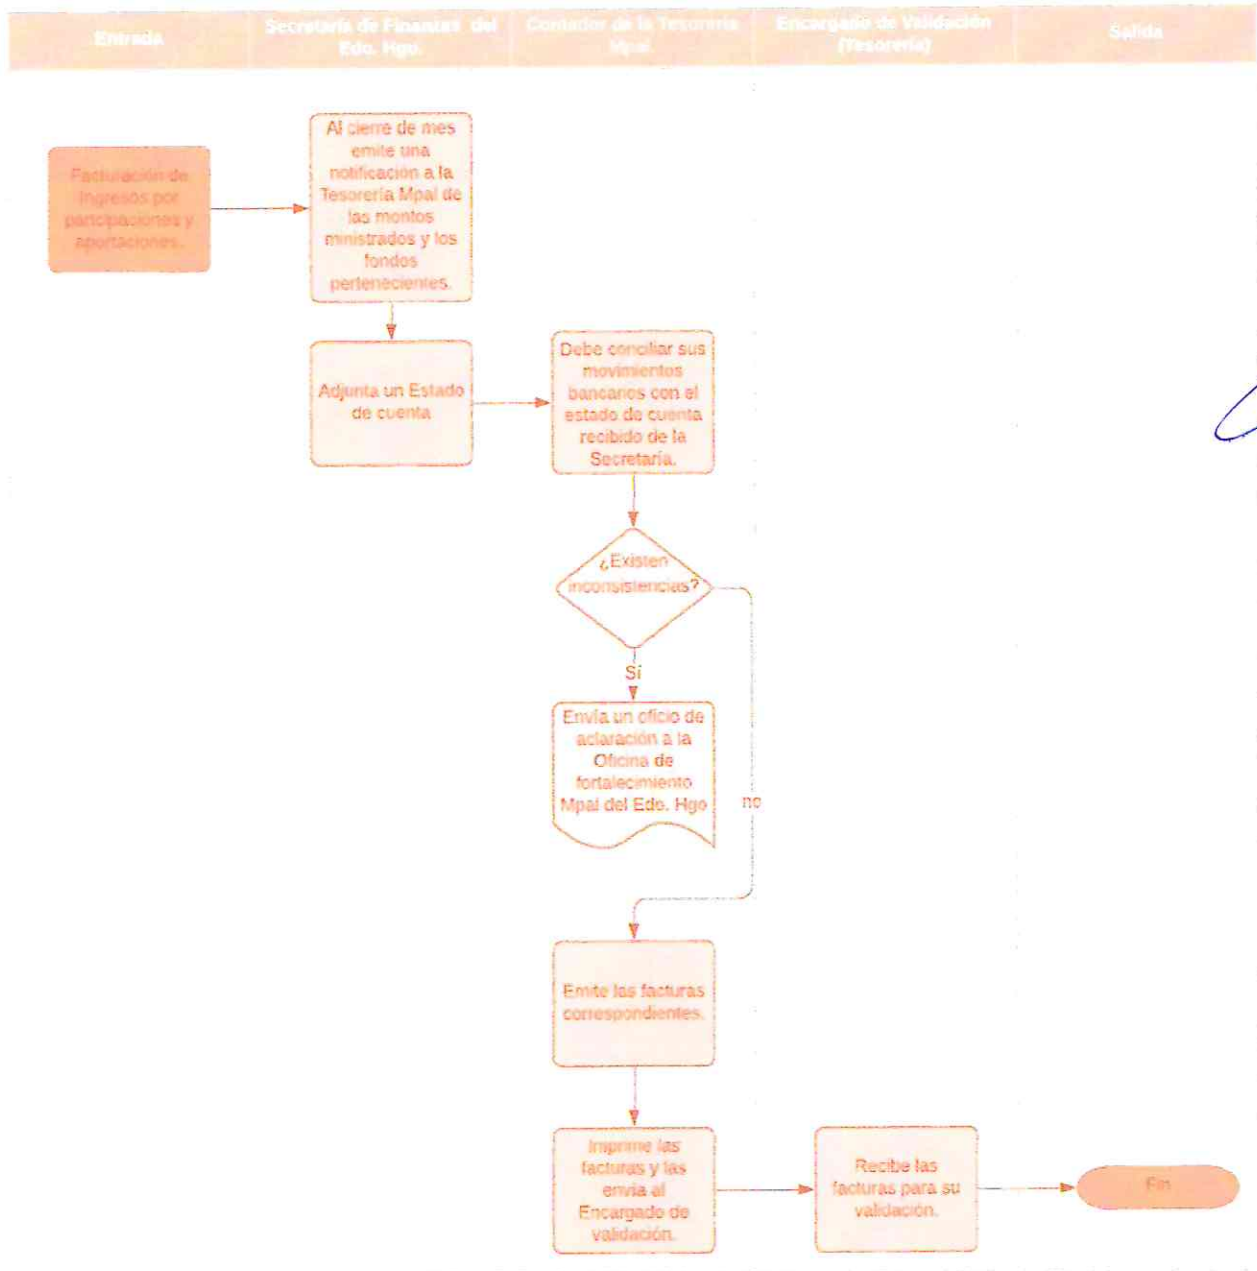 Entrada
Secretaría de Finanzas del
Edo. Hgo.
Contador de la Tesorería
Mpal.
Encargado de Validación
(Tesorería)
Salida
Facturación de
ingresos por
participaciones y
aportaciones.
Al cierre de mes
emite una
notificación a la
Tesorería Mpal de
las montos
ministrados y los
fondos
pertenecientes.
Adjunta un Estado
de cuenta
Debe conciliar sus
movimientos
bancarios con el
estado de cuenta
recibido de la
Secretaría.
¿Existen
inconsistencias?
Sí
Envía un oficio de
aclaración a la
Oficina de
fortalecimiento
Mpal del Edo. Hgo
no
Emite las facturas
correspondientes.
Imprime las
facturas y las
envia al
Encargado de
validación.
Recibe las
facturas para su
validación.
Fin